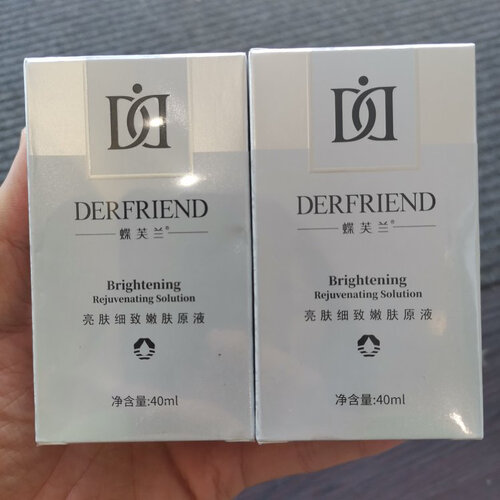 DERFRIEND
蝶芙兰®
Brightening
Rejuvenating Solution
亮肤细致嫩肤原液
净含量:40ml
DERFRIEND
蝶芙兰®
Brightening
Rejuvenating Solution
亮肤细致嫩肤原液
净含量:40ml